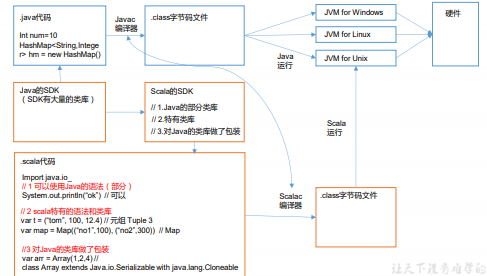 .java代码
Int num=10
HashMap<String,Intege
r> hm = new HashMap()
Javac
编译器
.class字节码文件
JVM for Windows
JVM for Linux
JVM for Unix
硬件
Java
运行
Java的SDK
（SDK有大量的类库）
Scala的SDK
// 1.Java的部分类库
// 2.特有类库
// 3.对Java的类库做了包装
Scala
运行
.scala代码
Import java.io_
// 1 可以使用Java的语法（部分）
System.out.println("ok") // 可以
// 2 scala特有的语法和类库
var t = ("tom", 100, 12.4) // 元组 Tuple 3
var map = Map(("no1",100), ("no2",300)) // Map
//3 对Java的类库做了包装
var arr = Array(1,2,4) //
class Array extends Java.io.Serializable with java.lang.Cloneable
Scalac
编译器
.class字节码文件
让天下没有难学的